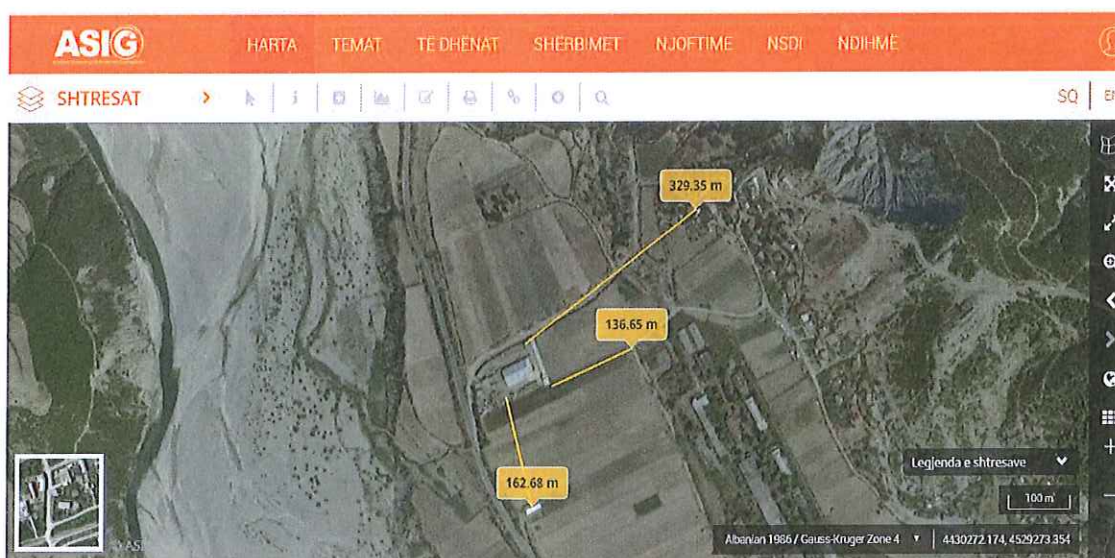 ASIG
HARTA TEMAT TË DHËNAT SHËRBIMET NJOFTIME NSDI NDIHMË
SHTRESAT
SQ
329.35 m
136.65 m
162.68 m
Legjenda e shtresave
100 m
Albanian 1986 / Gauss-Kruger Zone 4 4430272.174, 4529273.354
© ASIG